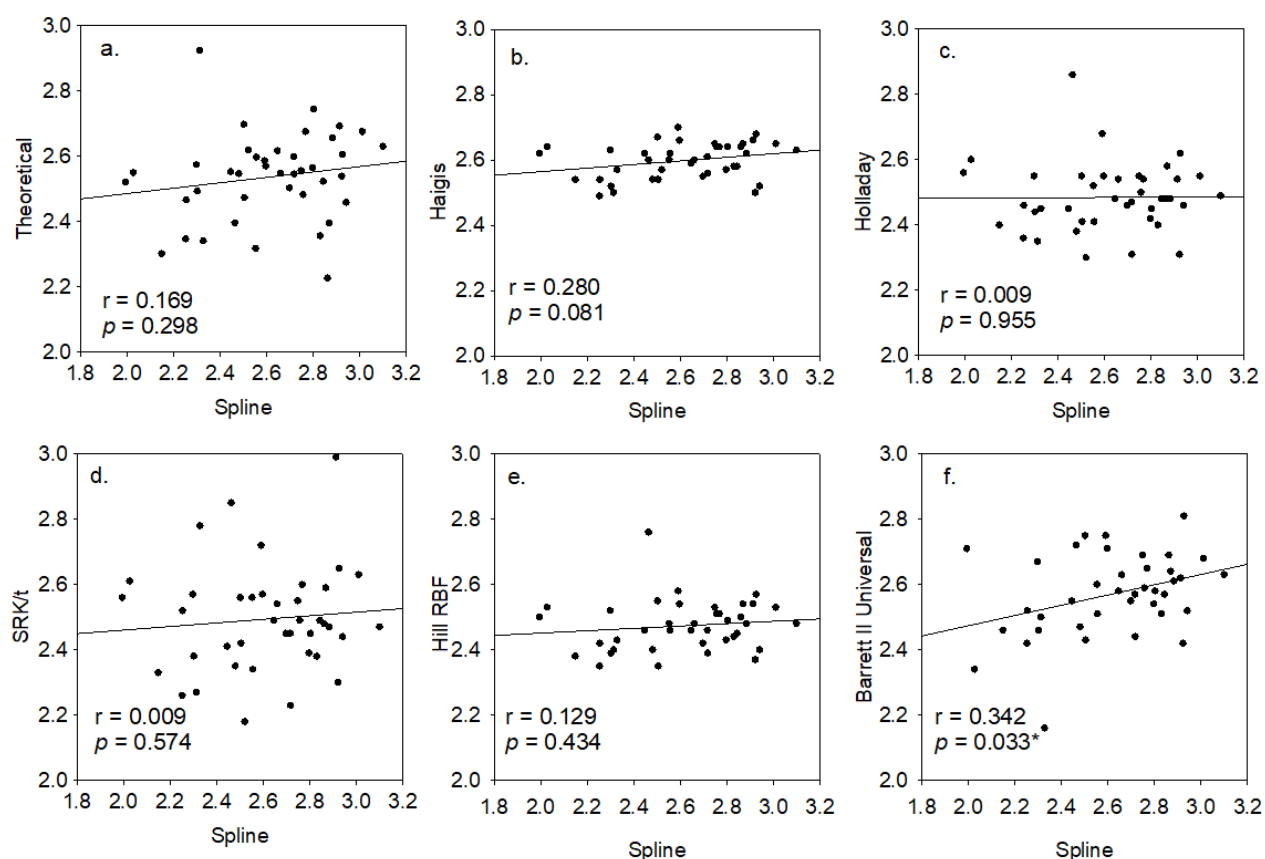 a.
Theoretical
3.0
2.8
2.6
2.4
2.2
2.0
r = 0.169
p = 0.298
1.8 2.0 2.2 2.4 2.6 2.8 3.0 3.2
Spline
b.
Haigis
3.0
2.8
2.6
2.4
2.2
2.0
r = 0.280
p = 0.081
1.8 2.0 2.2 2.4 2.6 2.8 3.0 3.2
Spline
c.
Holladay
3.0
2.8
2.6
2.4
2.2
2.0
r = 0.009
p = 0.955
1.8 2.0 2.2 2.4 2.6 2.8 3.0 3.2
Spline
d.
SRK/t
3.0
2.8
2.6
2.4
2.2
2.0
r = 0.009
p = 0.574
1.8 2.0 2.2 2.4 2.6 2.8 3.0 3.2
Spline
e.
Hill RBF
3.0
2.8
2.6
2.4
2.2
2.0
r = 0.129
p = 0.434
1.8 2.0 2.2 2.4 2.6 2.8 3.0 3.2
Spline
f.
Barrett II Universal
3.0
2.8
2.6
2.4
2.2
2.0
r = 0.342
p = 0.033*
1.8 2.0 2.2 2.4 2.6 2.8 3.0 3.2
Spline